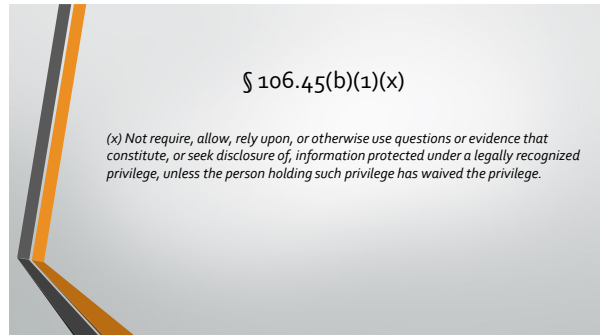 § 106.45(b)(1)(x)
(x) Not require, allow, rely upon, or otherwise use questions or evidence that
constitute, or seek disclosure of, information protected under a legally recognized
privilege, unless the person holding such privilege has waived the privilege.